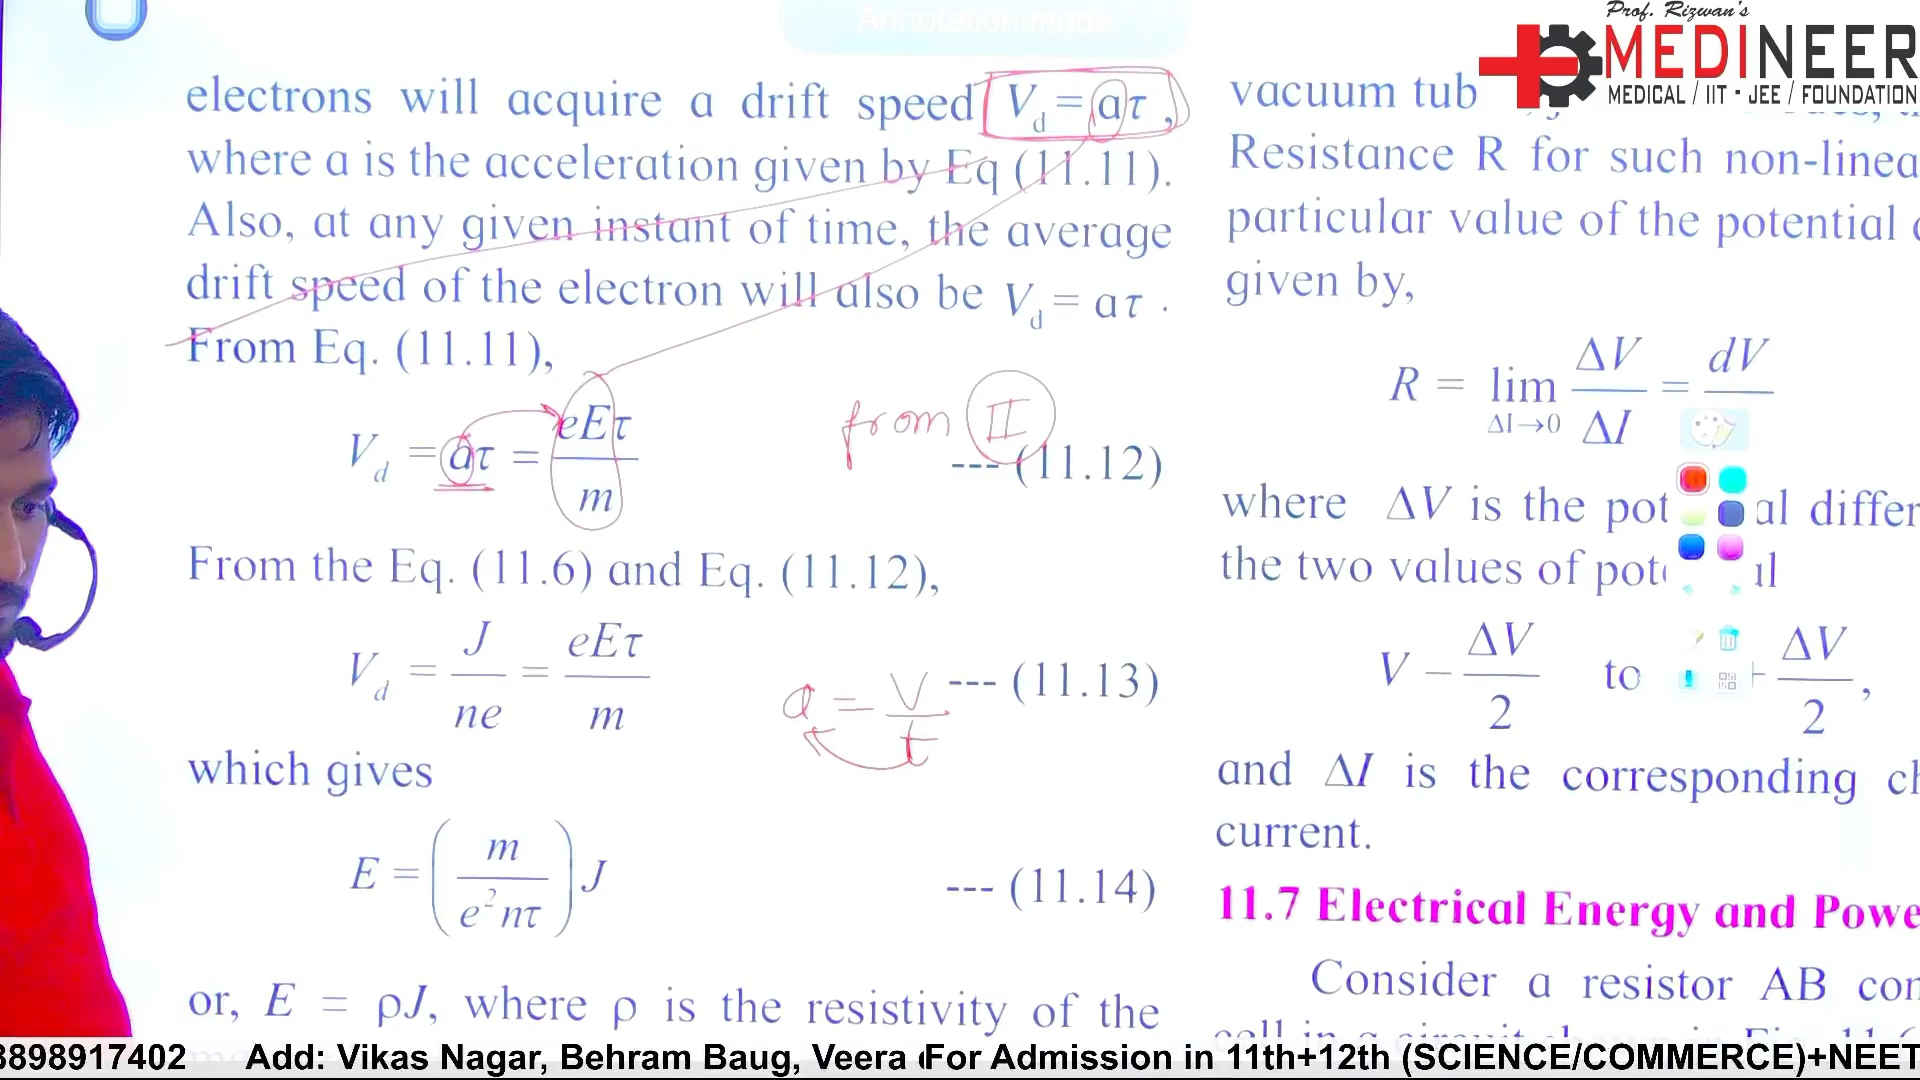 Annotation mode
Prof. Rizwan's
MEDINEER
MEDICAL / IIT - JEE / FOUNDATION
electrons will acquire a drift speed V_d = aτ ,
where a is the acceleration given by Eq (11.11).
Also, at any given instant of time, the average
drift speed of the electron will also be V_d = aτ .
From Eq. (11.11),
V_d = aτ = eEτ / m --- (11.12)
from II
From the Eq. (11.6) and Eq. (11.12),
V_d = J / ne = eEτ / m --- (11.13)
a = V / t
which gives
E = ( m / e² nτ ) J --- (11.14)
or, E = ρJ, where ρ is the resistivity of the
vacuum tub
Resistance R for such non-linea
particular value of the potential
given by,
R = lim ΔI→0 ΔV / ΔI = dV
where ΔV is the pot al differ
the two values of pot
V − ΔV / 2 to ΔV / 2 ,
and ΔI is the corresponding ch
current.
11.7 Electrical Energy and Powe
Consider a resistor AB con
8898917402 Add: Vikas Nagar, Behram Baug, Veera For Admission in 11th+12th (SCIENCE/COMMERCE)+NEET